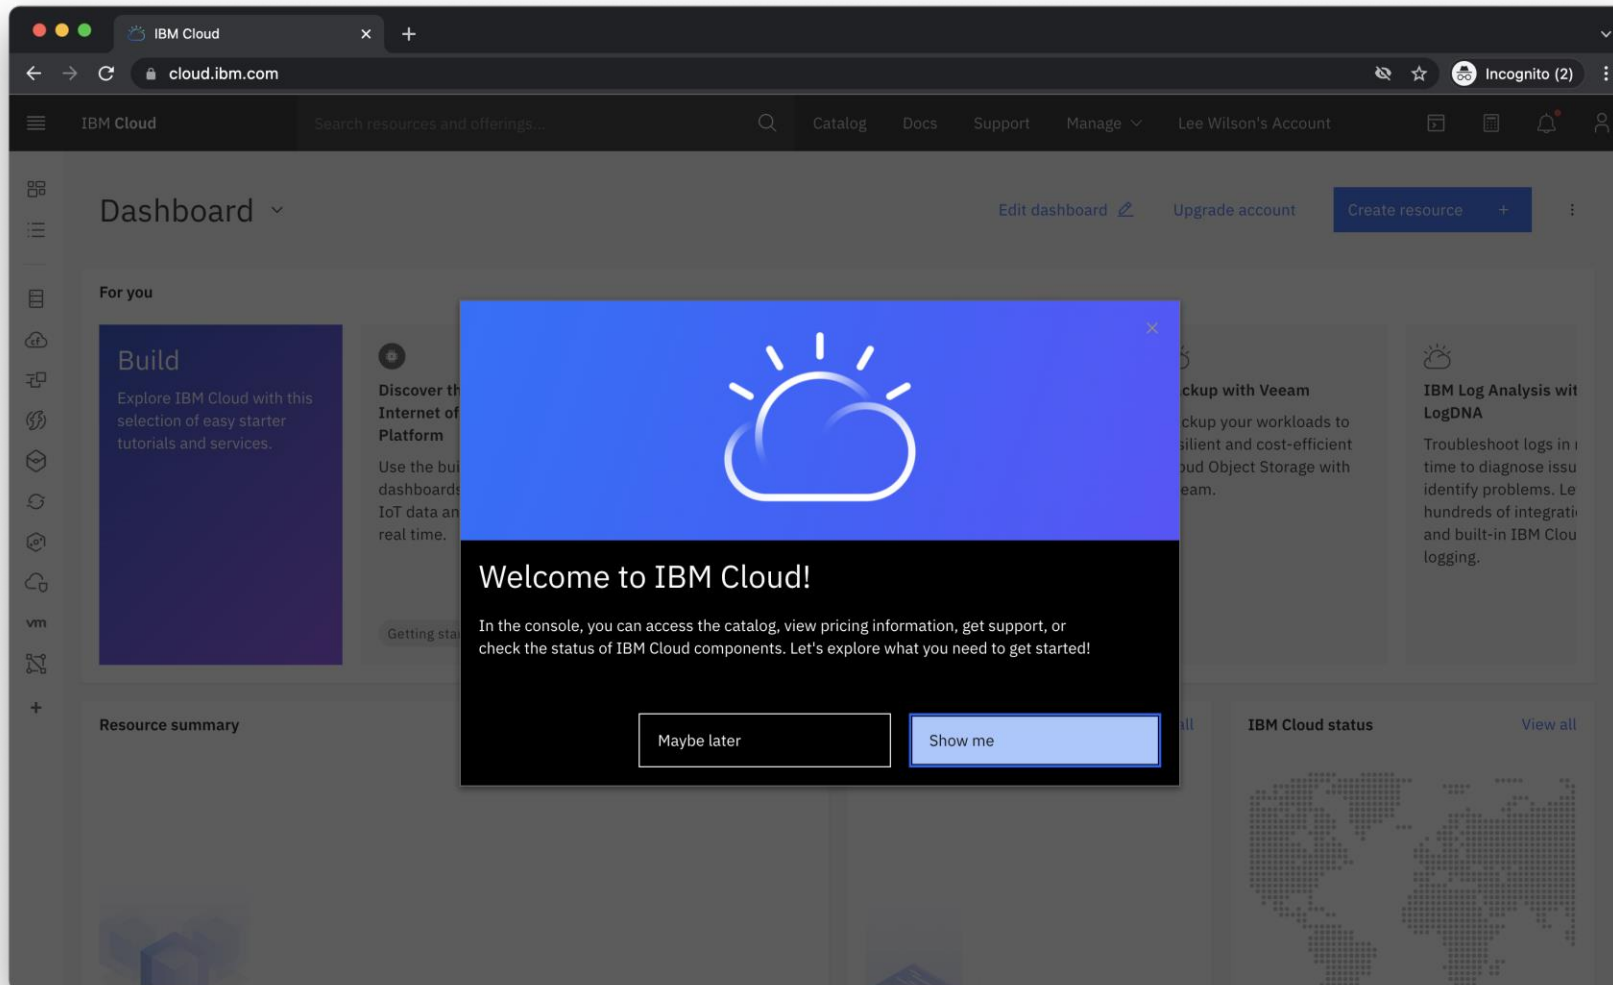 IBM Cloud
cloud.ibm.com
Incognito (2)
IBM Cloud
Search resources and offerings...
Catalog
Docs
Support
Manage
Lee Wilson's Account
Dashboard
Edit dashboard
Upgrade account
Create resource +
For you
Build
Explore IBM Cloud with this
selection of easy starter
tutorials and services.
Discover th
Internet of
Platform
Use the bui
dashboards
IoT data an
real time.
Getting sta
ckup with Veeam
ckup your workloads to
silient and cost-efficient
oud Object Storage with
eam.
IBM Log Analysis wit
LogDNA
Troubleshoot logs in
time to diagnose issu
identify problems. Le
hundreds of integrati
and built-in IBM Clou
logging.
Welcome to IBM Cloud!
In the console, you can access the catalog, view pricing information, get support, or
check the status of IBM Cloud components. Let's explore what you need to get started!
Maybe later
Show me
vm
Resource summary
all
IBM Cloud status
View all